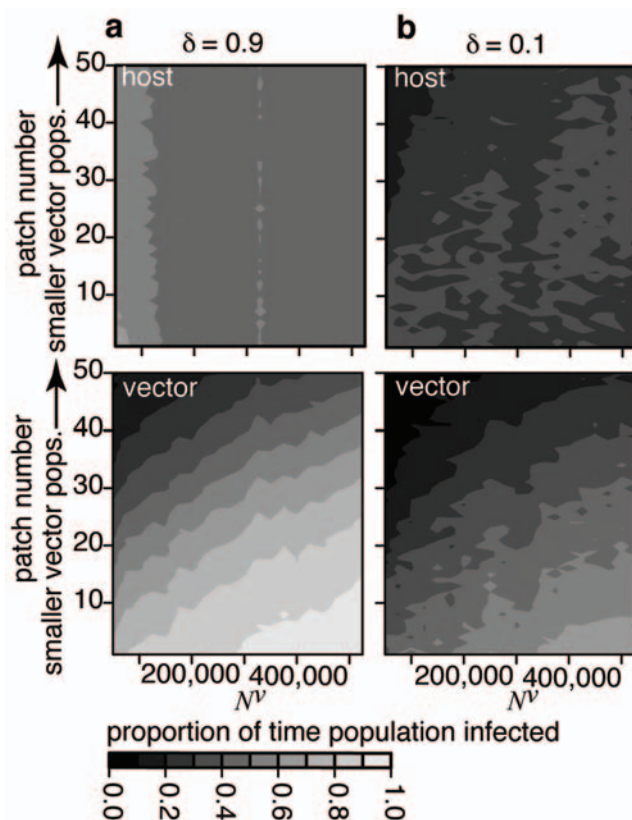 a b
δ = 0.9 δ = 0.1
patch number
smaller vector pops.
50
40
30
20
10
host
host
patch number
smaller vector pops.
50
40
30
20
10
vector
vector
200,000 400,000 200,000 400,000
Nᵛ Nᵛ
proportion of time population infected
0.0 0.2 0.4 0.6 0.8 1.0